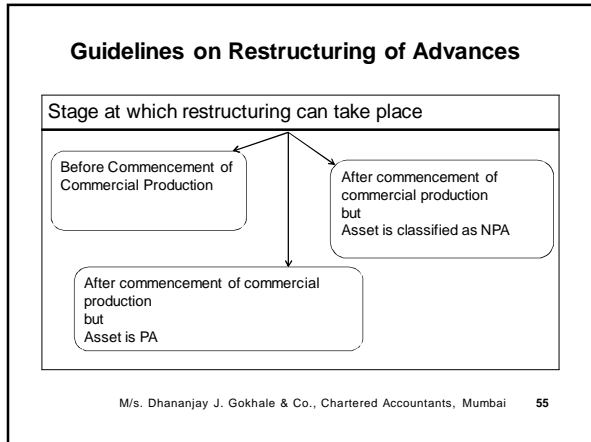 Guidelines on Restructuring of Advances
Stage at which restructuring can take place
Before Commencement of
Commercial Production
After commencement of
commercial production
but
Asset is classified as NPA
After commencement of commercial
production
but
Asset is PA
M/s. Dhananjay J. Gokhale & Co., Chartered Accountants, Mumbai 55